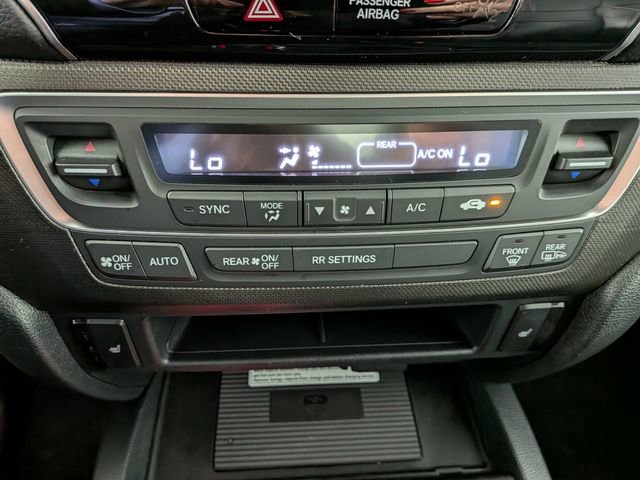 PASSENGER
AIRBAG
Lo REAR A/C ON Lo
SYNC MODE A/C
ON/OFF AUTO REAR ON/OFF RR SETTINGS FRONT REAR